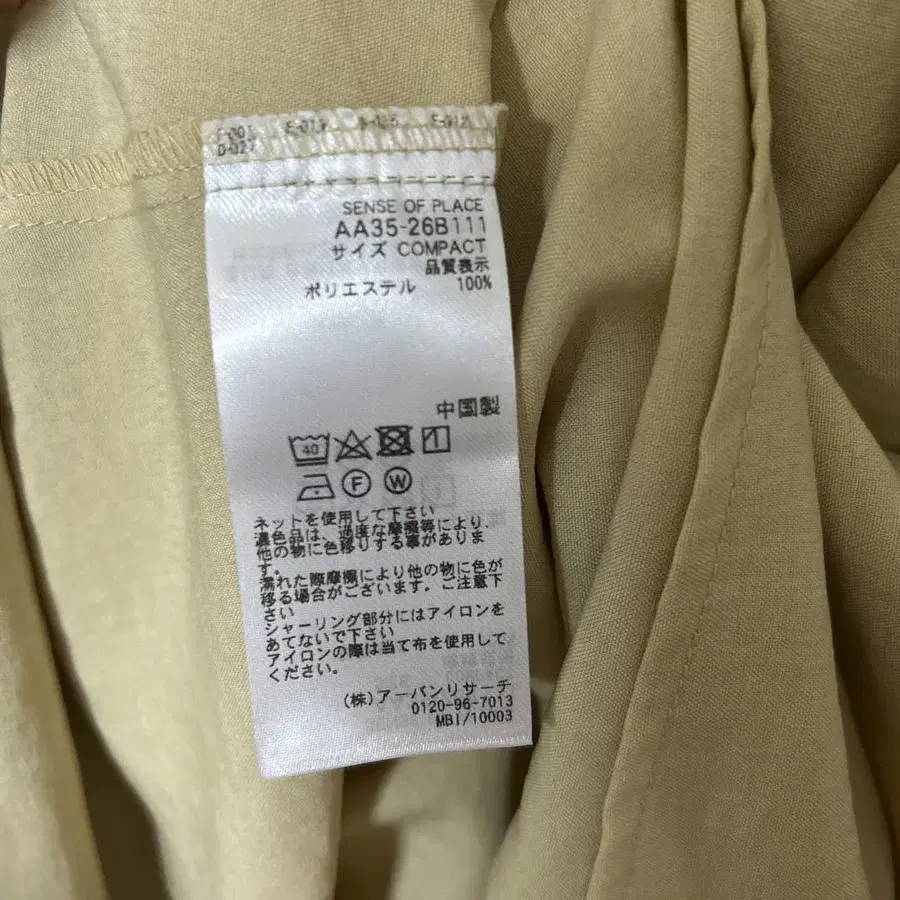 SENSE OF PLACE
AA35-26B111
サイズ COMPACT
品質表示
ポリエステル 100%
中国製
40
F W
ネットを使用して下さい
濃色品は、過度な摩擦等により、
他の物に色移りする事がありま
す。
濡れた際摩擦により他の物に色が
移る場合がございます。ご注意下
さい
シャーリング部分にはアイロンを
あてないで下さい
アイロンの際は当て布を使用して
ください。
(株)アーバンリサーチ
0120-96-7013
MBI/10003